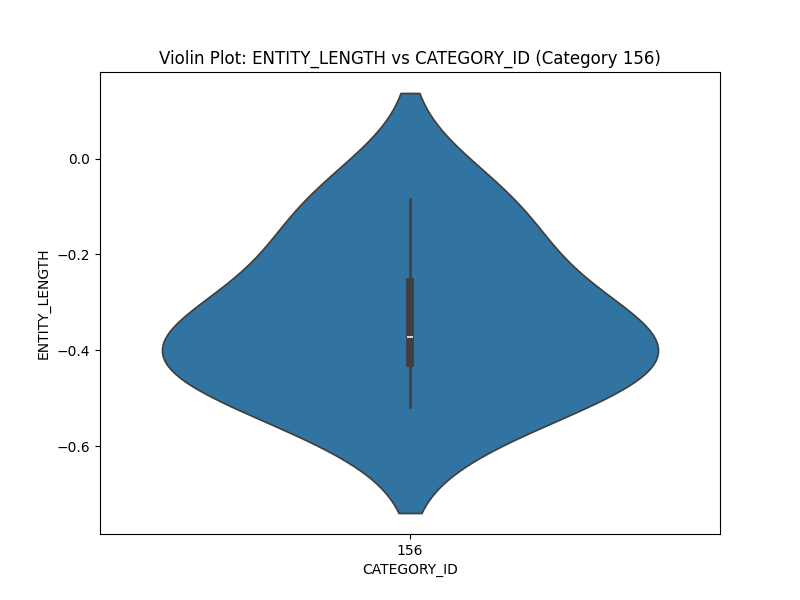 Violin Plot: ENTITY_LENGTH vs CATEGORY_ID (Category 156)
0.0
−0.2
−0.4
−0.6
ENTITY_LENGTH
156
CATEGORY_ID